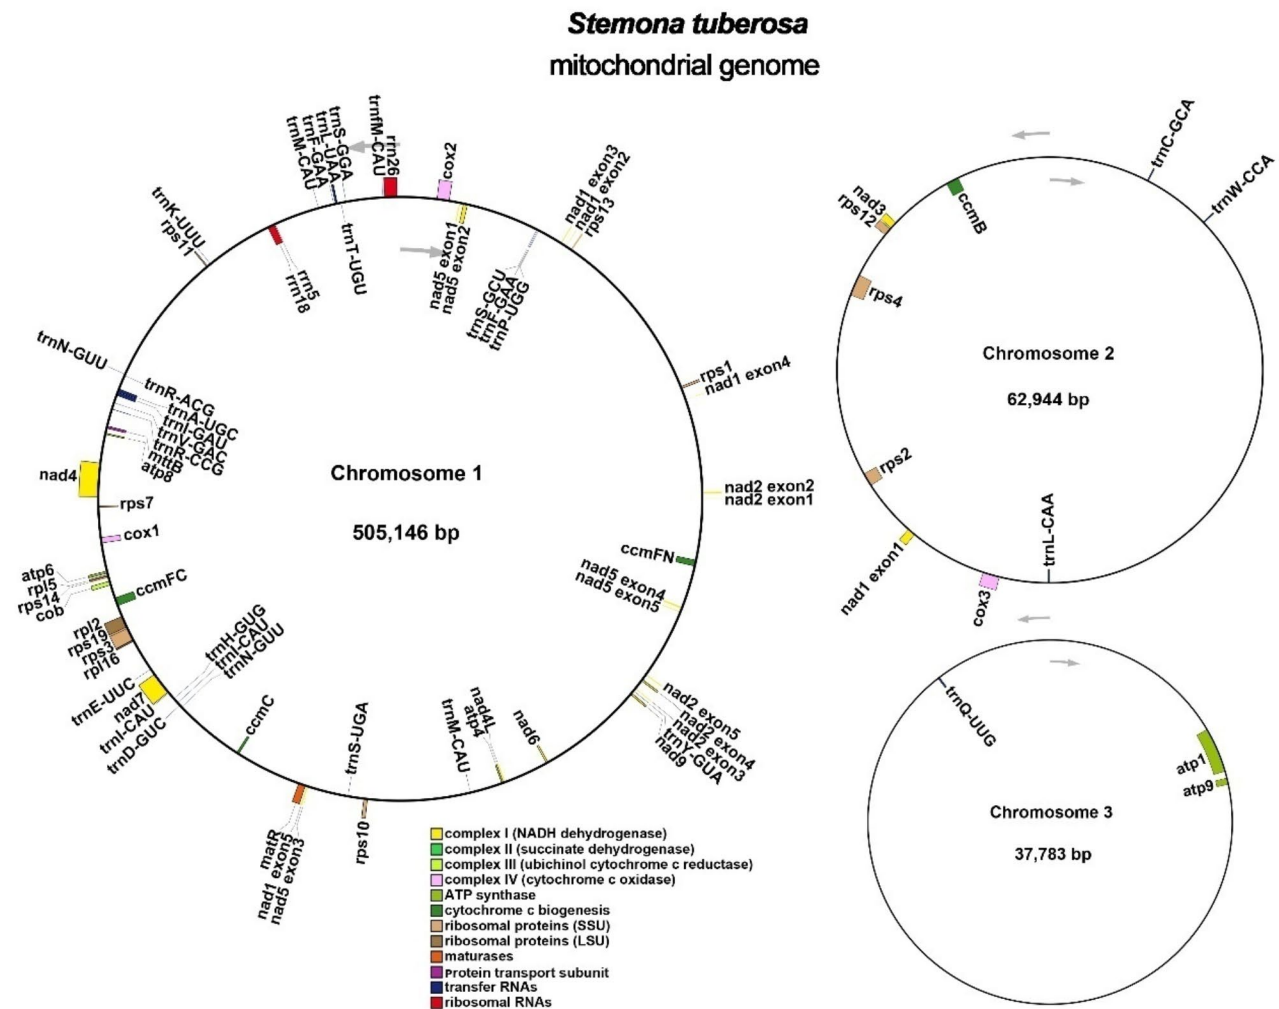 Stemona tuberosa
mitochondrial genome
trnM-CAU
trnF-GAA
trnL-UAA
trnS-GGA
trnfM-CAU
rrn26
cox2
nad1 exon3
nad1 exon2
rps13
trnK-UUU
rps11
rrn5
rrn18
trnT-UGU
nad5 exon1
nad5 exon2
trnS-GCU
trnF-GAA
trnP-UGG
rps1
nad1 exon4
trnN-GUU
trnR-ACG
trnA-UGC
trnI-GAU
trnV-GAC
trnR-CCG
mttB
atp8
nad4
rps7
cox1
Chromosome 1
505,146 bp
nad2 exon2
nad2 exon1
ccmFN
nad5 exon4
nad5 exon5
atp6
rpl5
rps14
cob
ccmFC
rpl2
rps19
rps3
rpl16
trnH-GUG
trnI-CAU
trnN-GUU
trnE-UUC
nad7
trnI-CAU
trnD-GUC
ccmC
trnS-UGA
trnM-CAU
atp4
nad4L
nad6
nad2 exon5
nad2 exon4
nad2 exon3
trnY-GUA
nad9
matR
nad1 exon5
nad5 exon3
rps10
trnC-GCA
trnW-CCA
ccmB
nad3
rps12
rps4
Chromosome 2
62,944 bp
rps2
nad1 exon1
cox3
trnL-CAA
trnQ-UUG
atp1
atp9
Chromosome 3
37,783 bp
complex I (NADH dehydrogenase)
complex II (succinate dehydrogenase)
complex III (ubichinol cytochrome c reductase)
complex IV (cytochrome c oxidase)
ATP synthase
cytochrome c biogenesis
ribosomal proteins (SSU)
ribosomal proteins (LSU)
maturases
Protein transport subunit
transfer RNAs
ribosomal RNAs